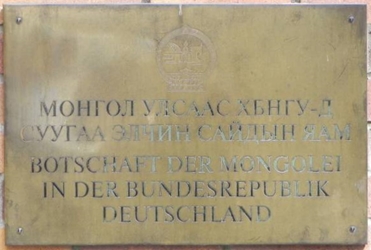 МОНГОЛ УЛСААС ХБНГУ-Д
СУУГАА ЭЛЧИН САЙДЫН ЯАМ
BOTSCHAFT DER MONGOLEI
IN DER BUNDESREPUBLIK
DEUTSCHLAND